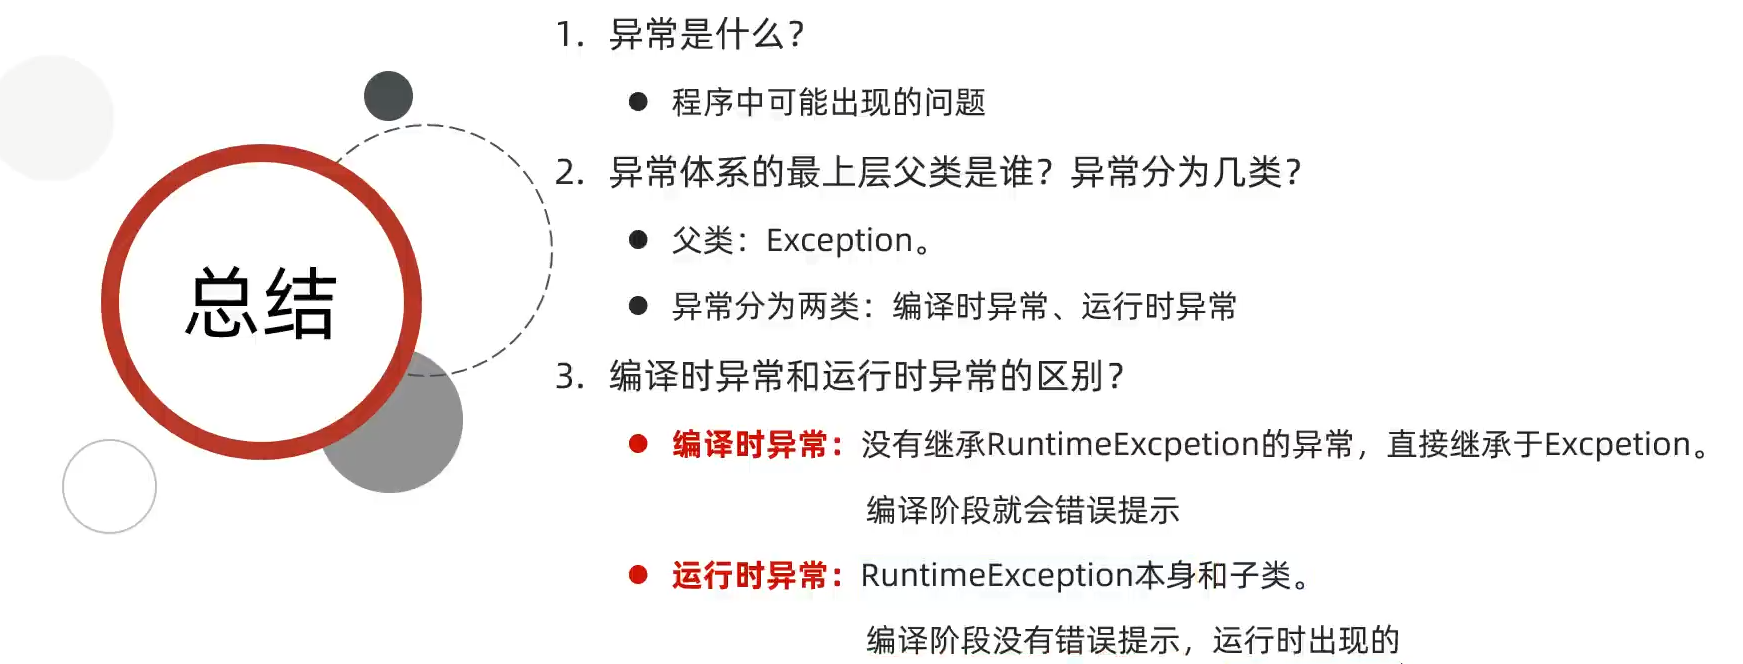 总结
1. 异常是什么？
● 程序中可能出现的问题
2. 异常体系的最上层父类是谁？异常分为几类？
● 父类：Exception。
● 异常分为两类：编译时异常、运行时异常
3. 编译时异常和运行时异常的区别？
● 编译时异常：没有继承RuntimeExcpetion的异常，直接继承于Excpetion。
编译阶段就会错误提示
● 运行时异常：RuntimeException本身和子类。
编译阶段没有错误提示，运行时出现的